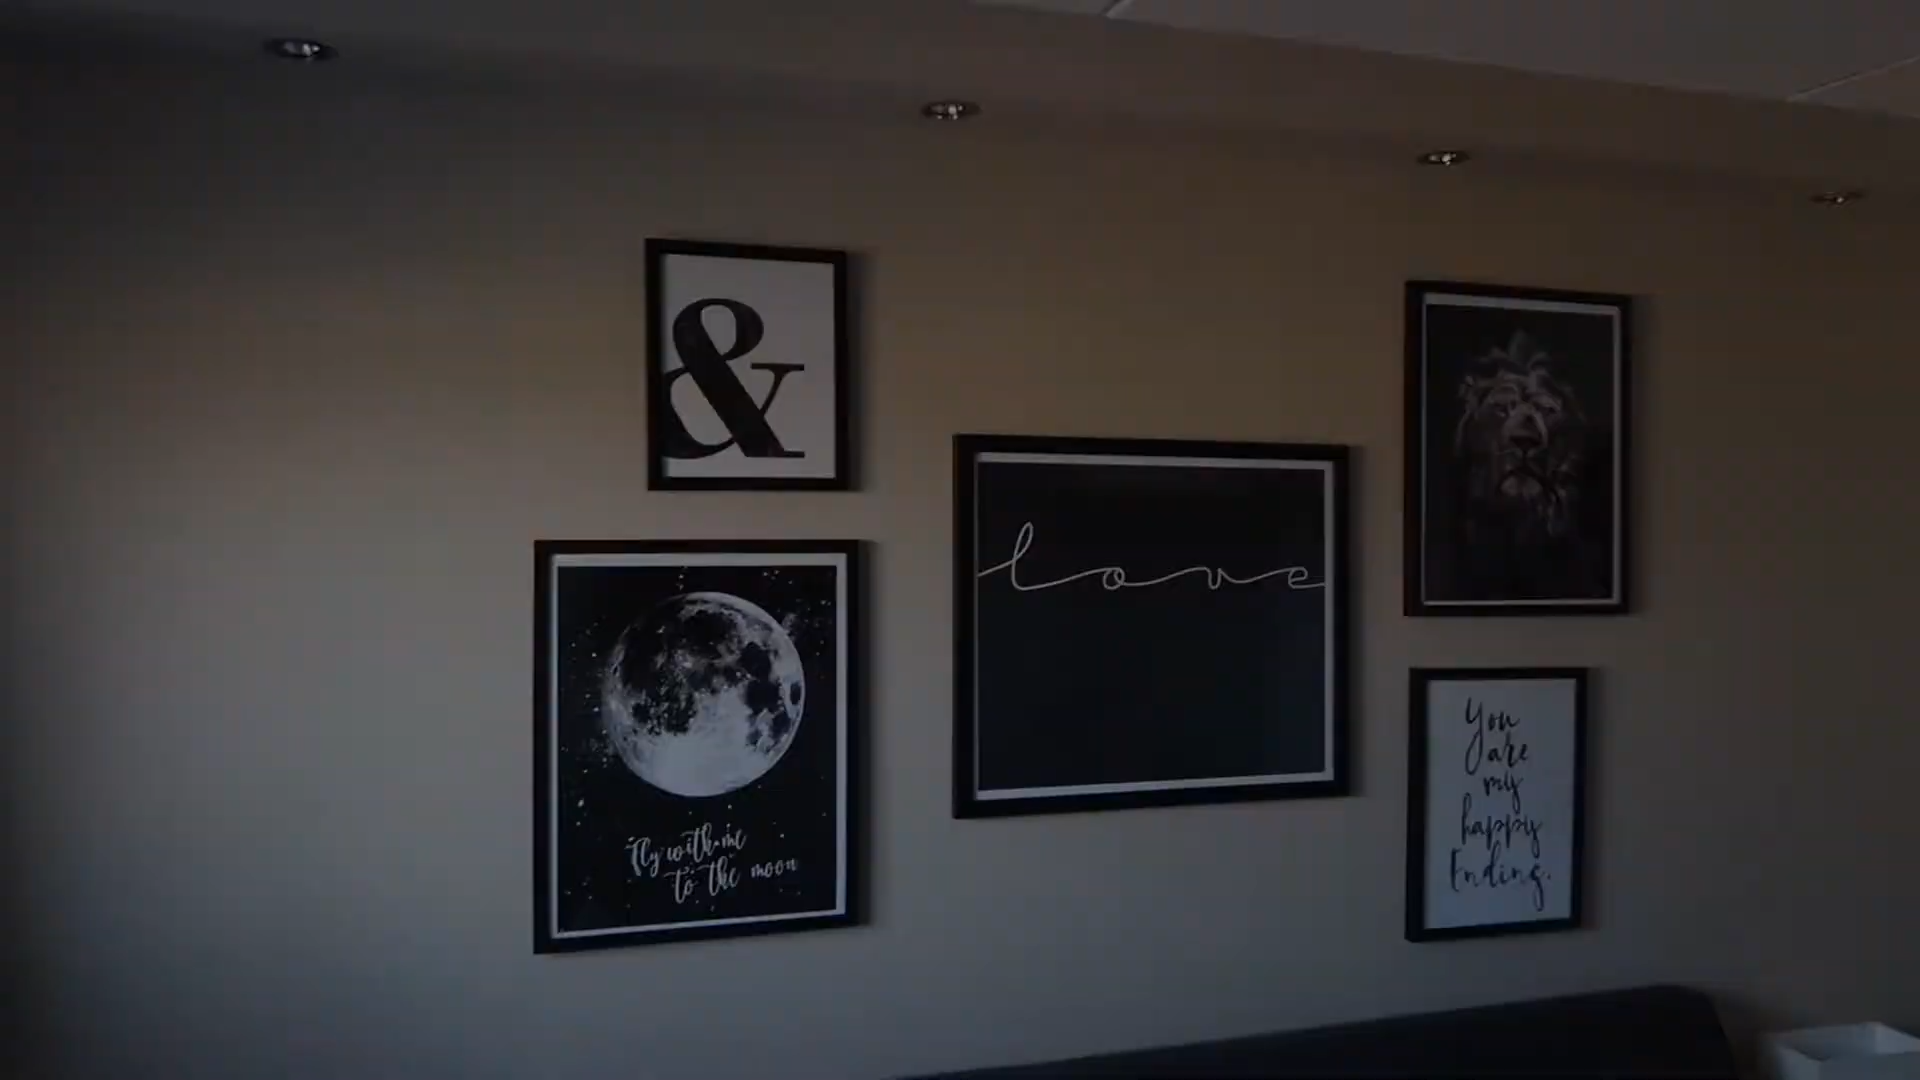 &
love
Fly with me
to the moon
You
are
my
happy
Ending.